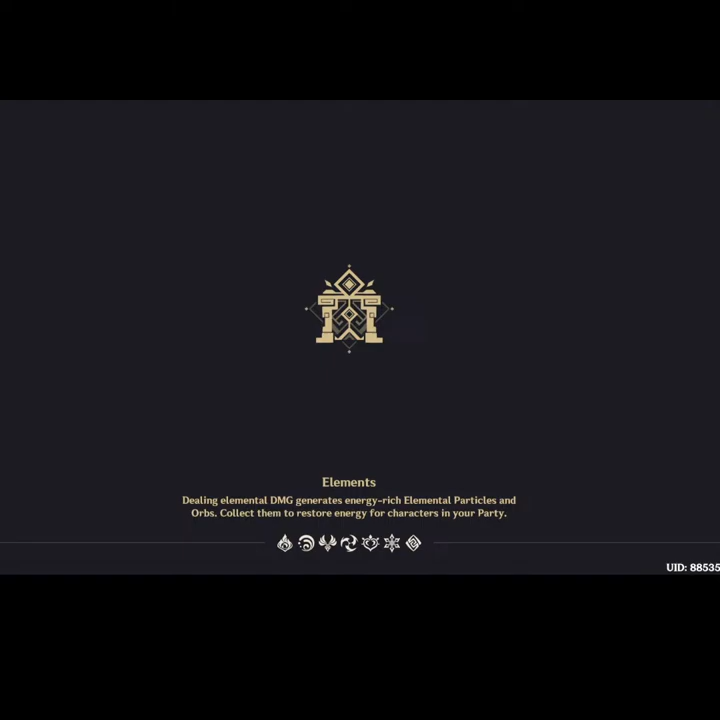 Elements
Dealing elemental DMG generates energy-rich Elemental Particles and
Orbs. Collect them to restore energy for characters in your Party.
UID: 88535